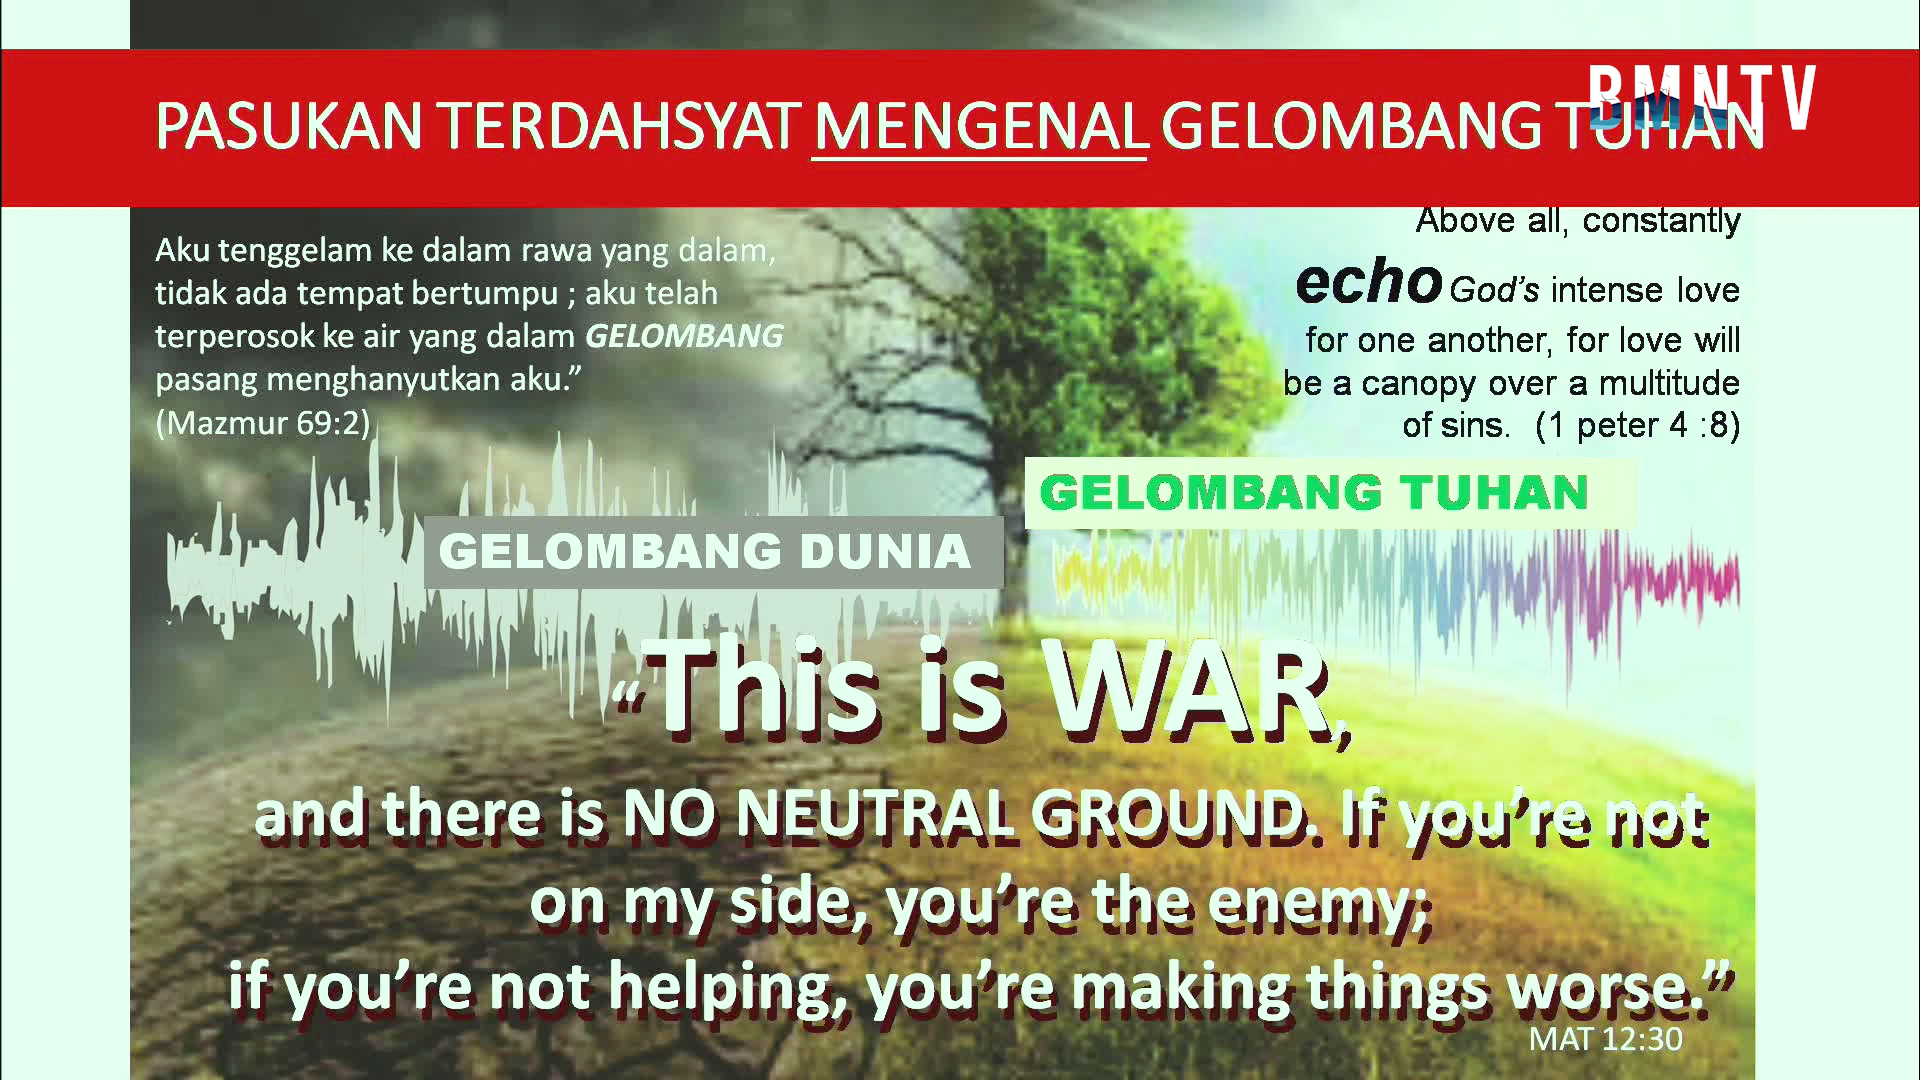 PASUKAN TERDAHSYAT MENGENAL GELOMBANG TUHAN
BMNTV
Aku tenggelam ke dalam rawa yang dalam,
tidak ada tempat bertumpu ; aku telah
terperosok ke air yang dalam GELOMBANG
pasang menghanyutkan aku.”
(Mazmur 69:2)
Above all, constantly
echo God’s intense love
for one another, for love will
be a canopy over a multitude
of sins. (1 peter 4 :8)
GELOMBANG TUHAN
GELOMBANG DUNIA
“This is WAR,
and there is NO NEUTRAL GROUND. If you’re not
on my side, you’re the enemy;
if you’re not helping, you’re making things worse.”
MAT 12:30